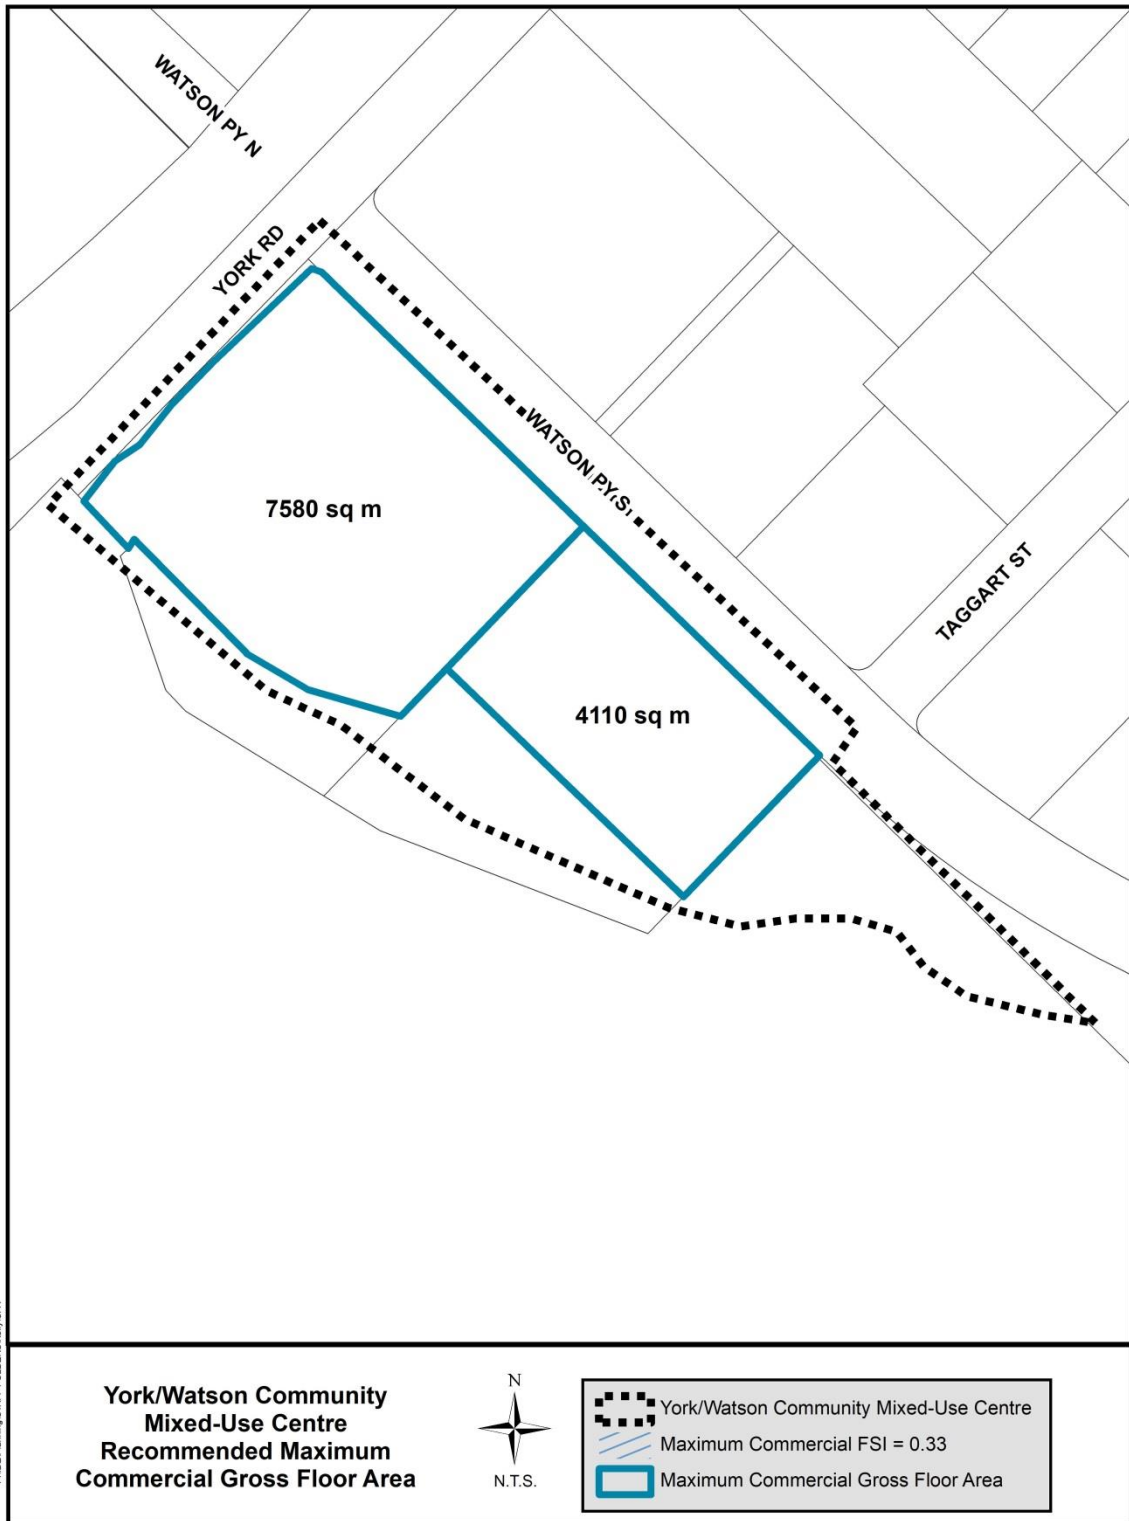 WATSON PY N
YORK RD
WATSON PY S
7580 sq m
TAGGART ST
4110 sq m
York/Watson Community
Mixed-Use Centre
Recommended Maximum
Commercial Gross Floor Area
N
N.T.S.
York/Watson Community Mixed-Use Centre
Maximum Commercial FSI = 0.33
Maximum Commercial Gross Floor Area